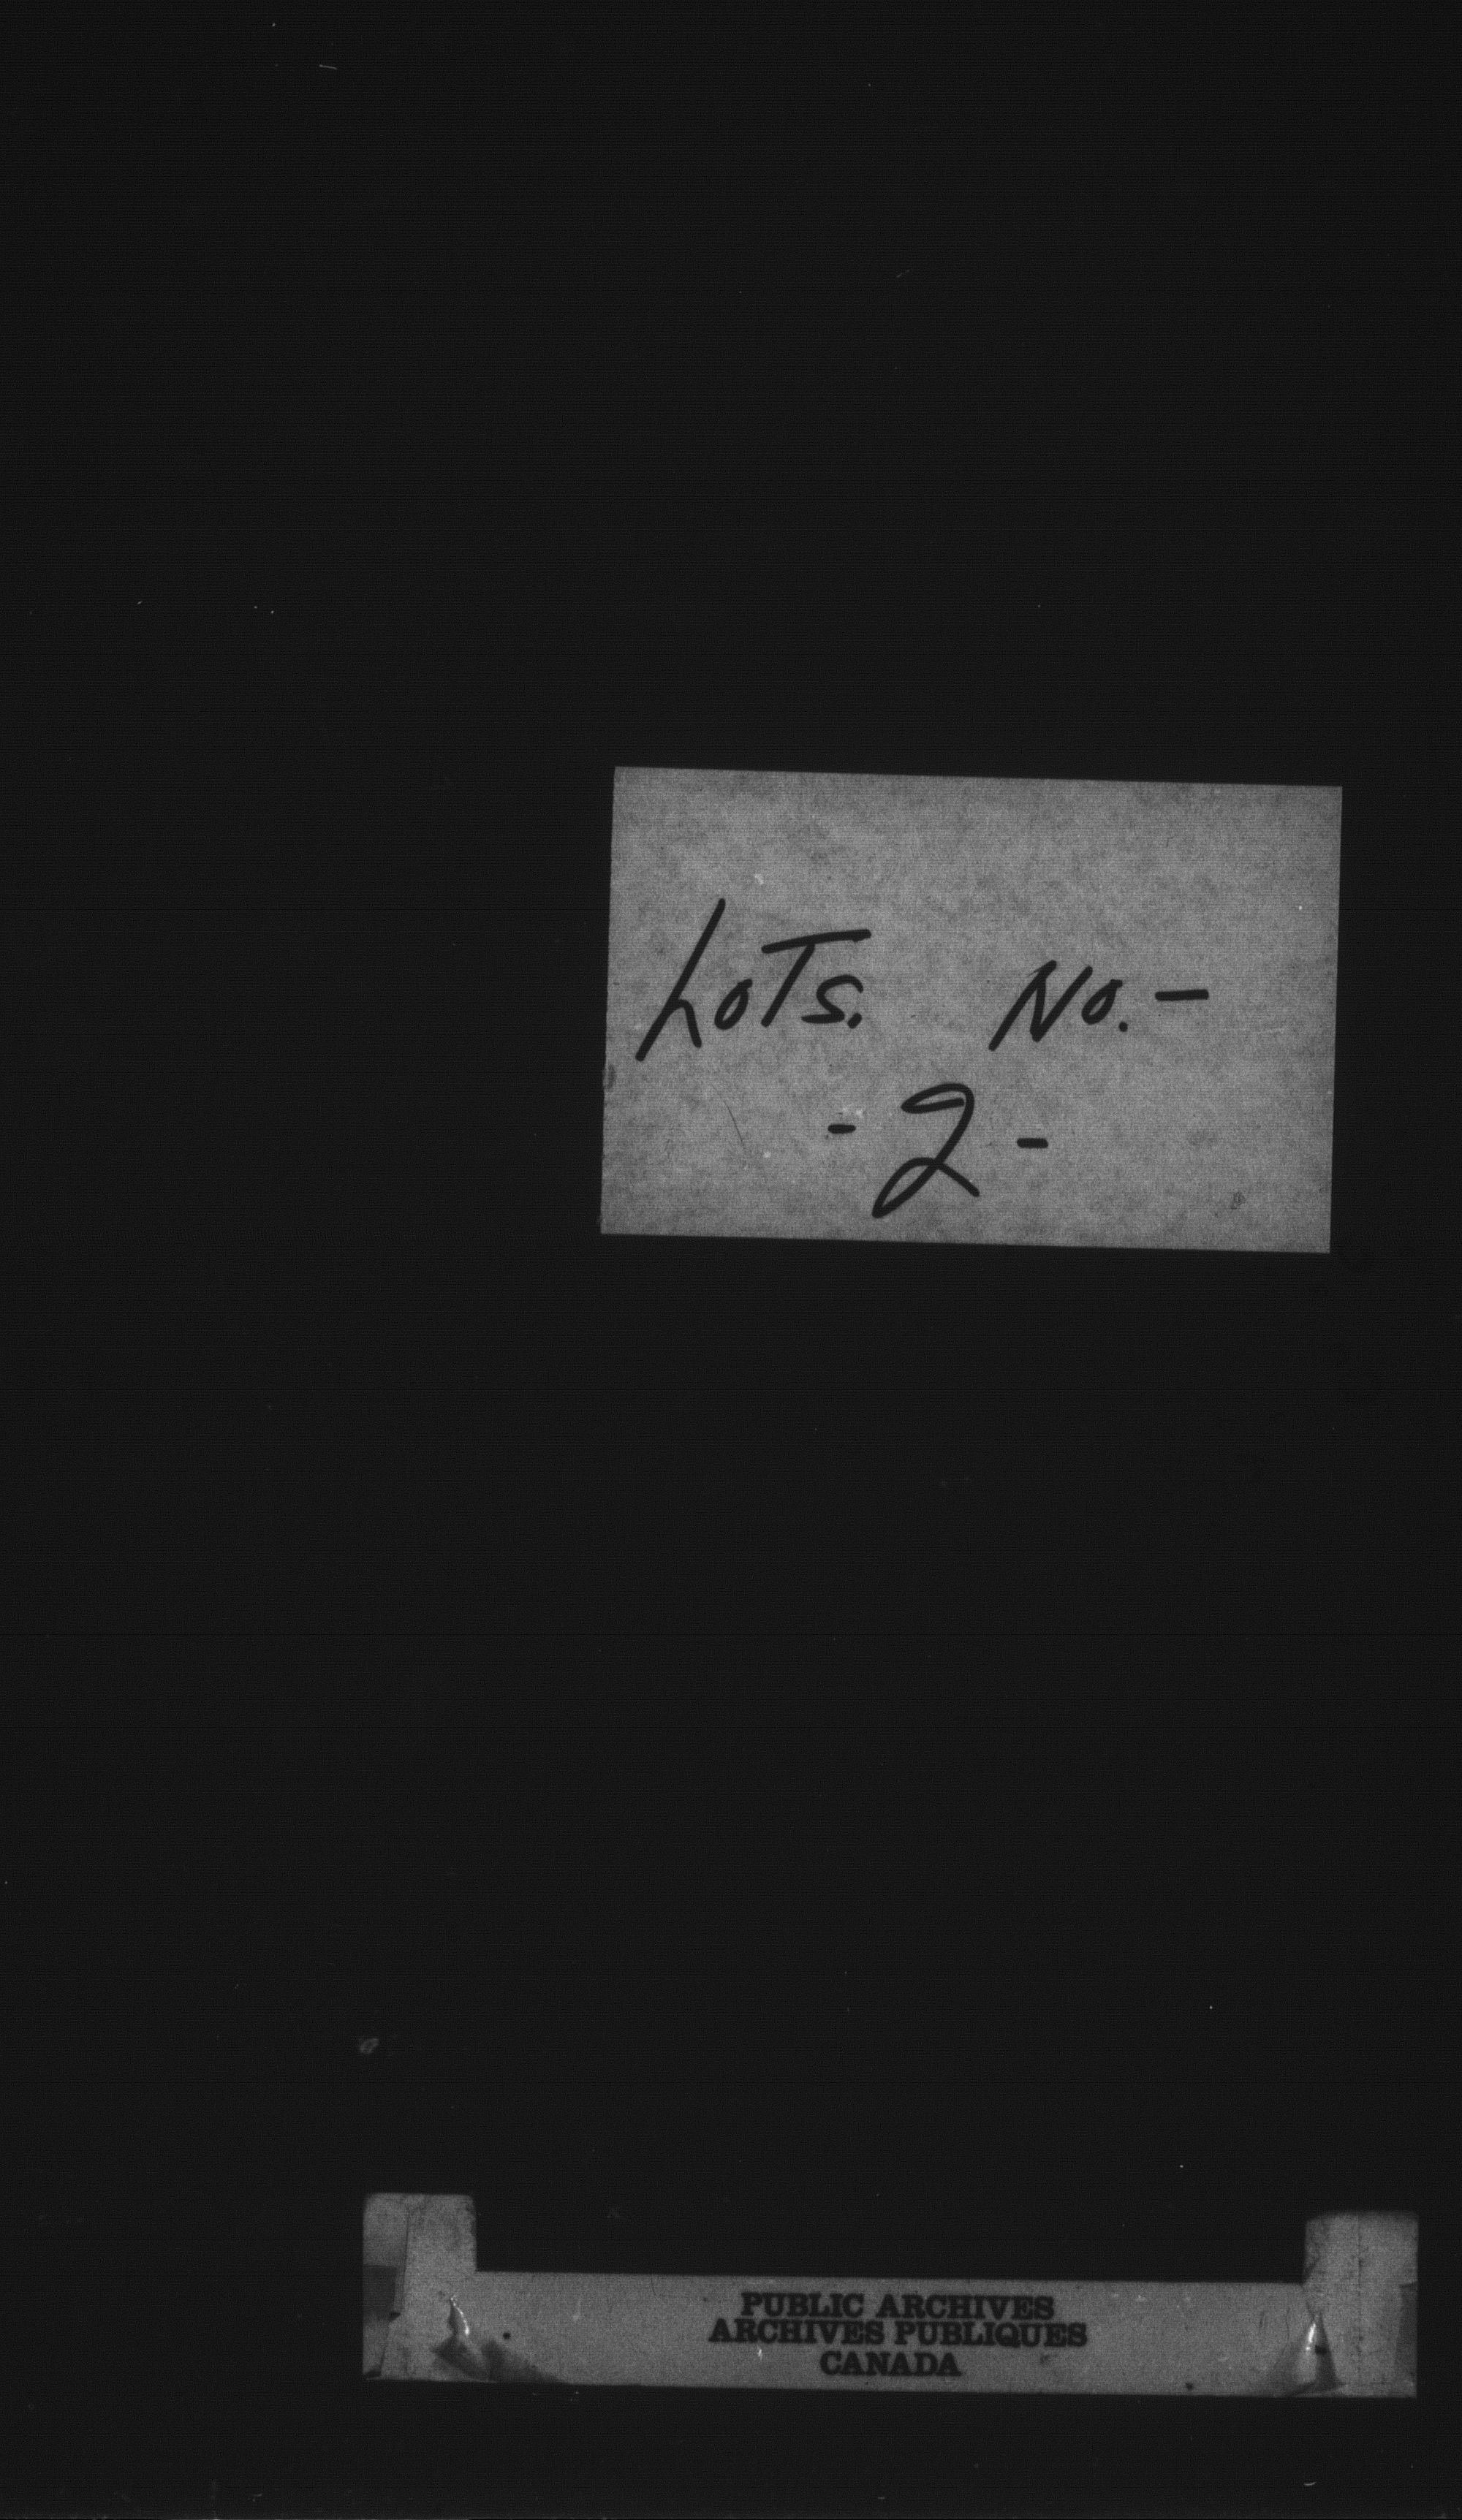 LoTs. No.-
- 2 -
PUBLIC ARCHIVES
ARCHIVES PUBLIQUES
CANADA